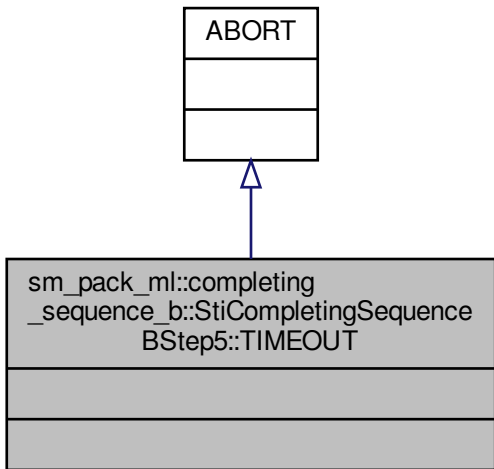 ABORT
sm_pack_ml::completing
_sequence_b::StiCompletingSequence
BStep5::TIMEOUT